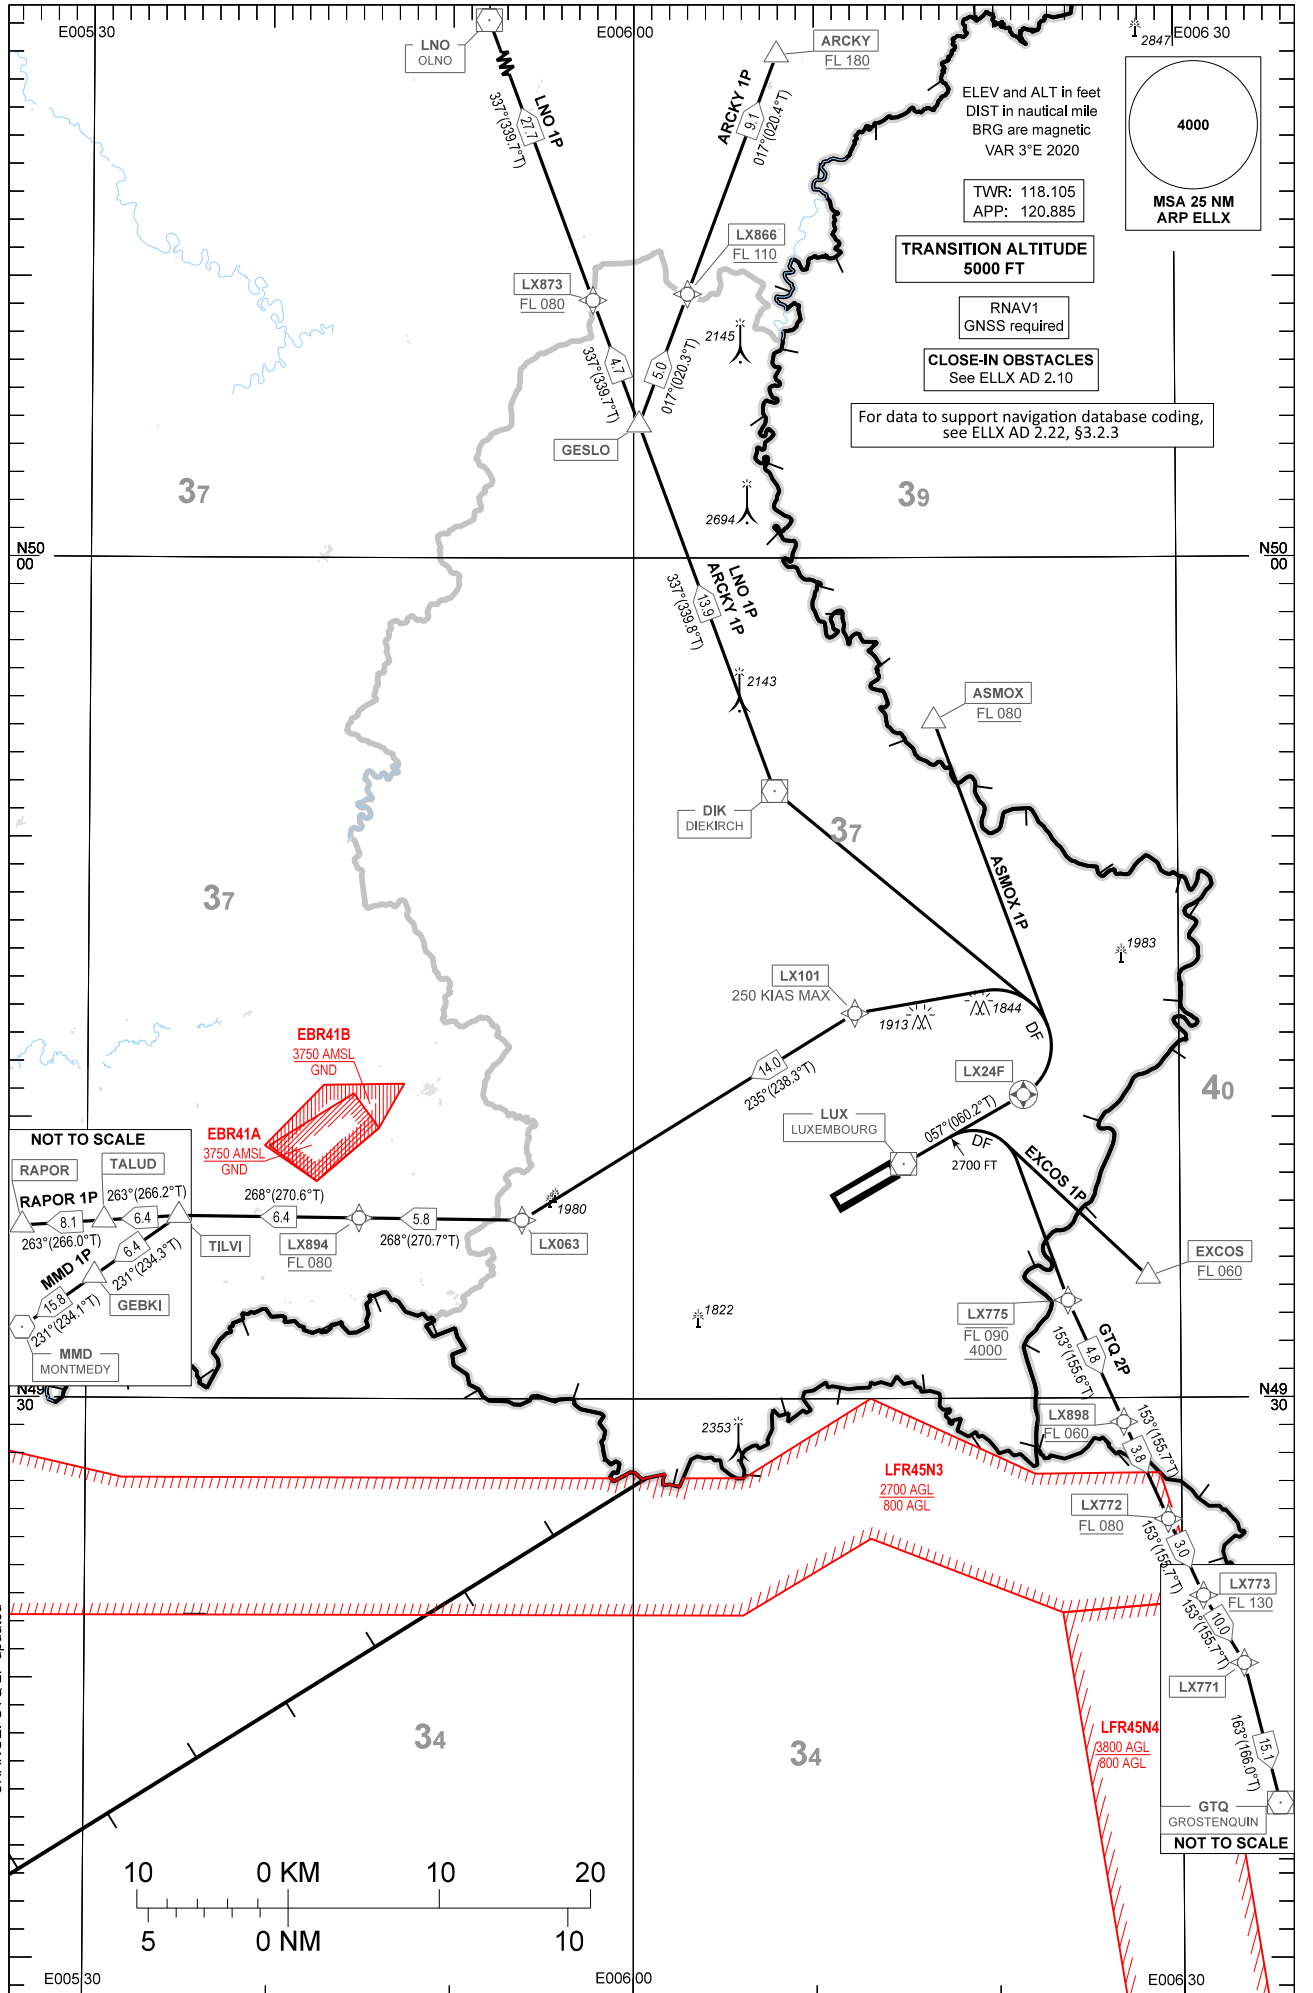 E005 30
E006 00
E006 30
LNO
OLNO
ARCKY
FL 180
2847
ELEV and ALT in feet
DIST in nautical mile
BRG are magnetic
VAR 3°E 2020
4000
MSA 25 NM
ARP ELLX
TWR: 118.105
APP: 120.885
TRANSITION ALTITUDE
5000 FT
RNAV1
GNSS required
CLOSE-IN OBSTACLES
See ELLX AD 2.10
For data to support navigation database coding,
see ELLX AD 2.22, §3.2.3
LNO 1P
27.7
337°(339.7°T)
ARCKY 1P
9.1
017°(020.4°T)
LX866
FL 110
LX873
FL 080
4.7
337°(339.7°T)
5.0
017°(020.3°T)
2145
GESLO
37
39
2694
N50
00
N50
00
LNO 1P
ARCKY 1P
13.9
337°(339.8°T)
2143
ASMOX
FL 080
DIK
DIEKIRCH
37
37
ASMOX 1P
1983
LX101
250 KIAS MAX
1913
1844
DF
EBR41B
3750 AMSL
GND
14.0
235°(238.3°T)
LX24F
40
EBR41A
3750 AMSL
GND
LUX
LUXEMBOURG
057°(060.2°T)
DF
2700 FT
EXCOS 1P
NOT TO SCALE
RAPOR
TALUD
RAPOR 1P
263°(266.2°T)
268°(270.6°T)
8.1
6.4
6.4
5.8
263°(266.0°T)
TILVI
LX894
FL 080
268°(270.7°T)
LX063
1980
MMD 1P
6.4
231°(234.3°T)
GEBKI
15.8
231°(234.1°T)
MMD
MONTMEDY
EXCOS
FL 060
LX775
FL 090
4000
1822
GTQ 2P
4.8
153°(155.6°T)
N49
30
N49
30
LX898
FL 060
153°(155.7°T)
3.8
2353
LFR45N3
2700 AGL
800 AGL
LX772
FL 080
3.0
153°(155.7°T)
LX773
FL 130
10.0
153°(155.7°T)
LX771
34
34
LFR45N4
3800 AGL
800 AGL
15.1
163°(166.0°T)
GTQ
GROSTENQUIN
NOT TO SCALE
10 0 KM 10 20
5 0 NM 10
E005 30
E006 00
E006 30